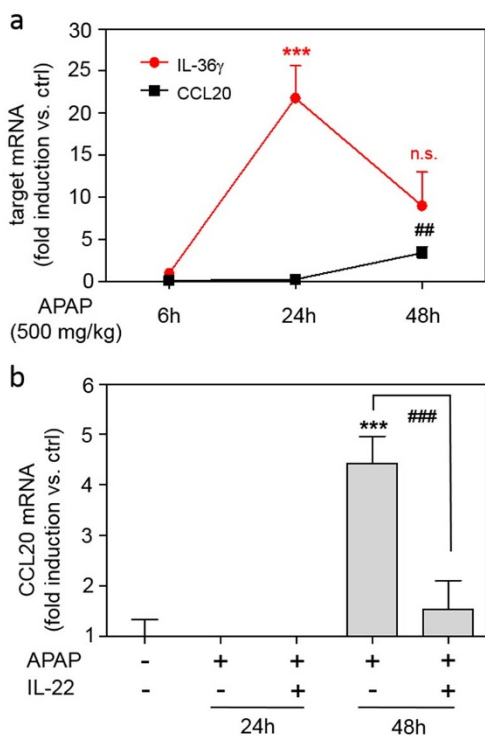 a
30
25
20
15
10
5
0
target mRNA
(fold induction vs. ctrl)
IL-36γ
CCL20
***
n.s.
##
APAP
(500 mg/kg)
6h 24h 48h
b
6
5
4
3
2
1
CCL20 mRNA
(fold induction vs. ctrl)
***
###
APAP - + + + +
IL-22 - - + - +
24h 48h